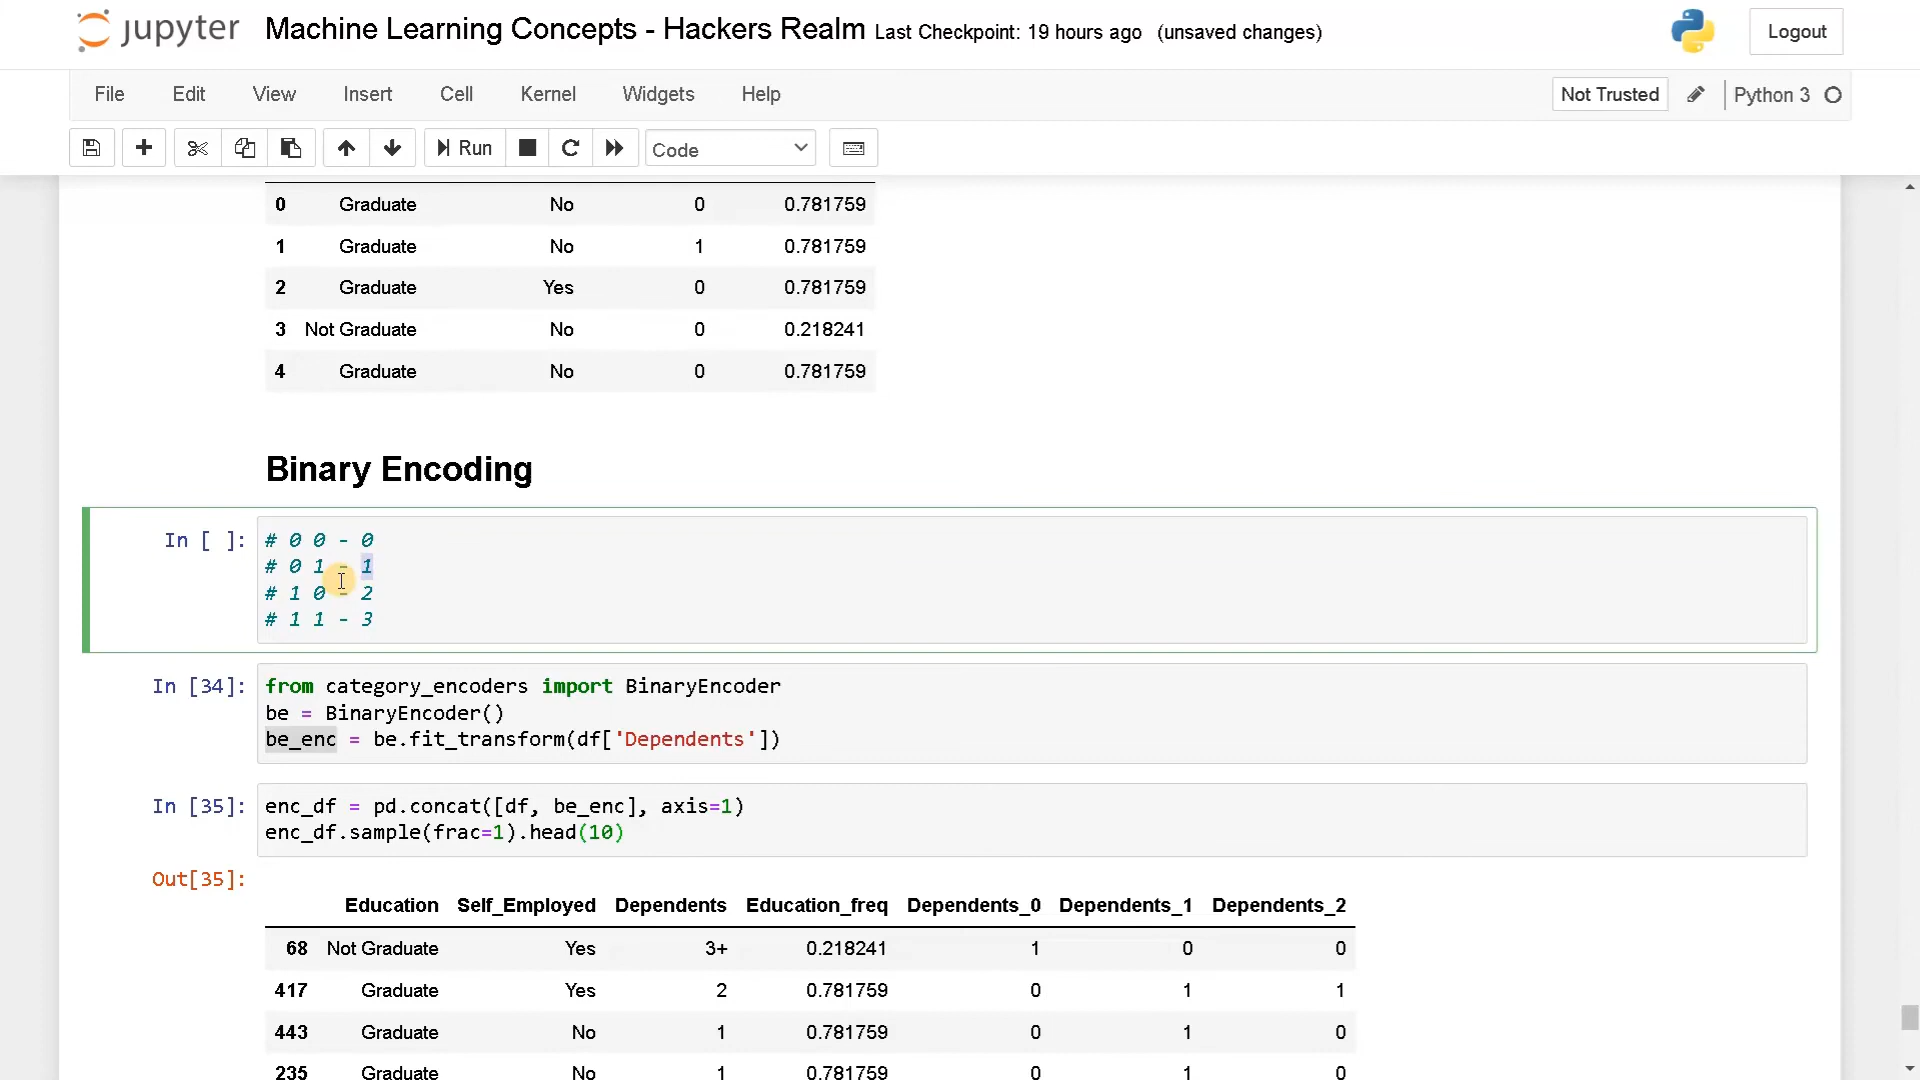 jupyter Machine Learning Concepts - Hackers Realm Last Checkpoint: 19 hours ago (unsaved changes) Logout
File Edit View Insert Cell Kernel Widgets Help Not Trusted Python 3
Run Code
0 Graduate No 0 0.781759
1 Graduate No 1 0.781759
2 Graduate Yes 0 0.781759
3 Not Graduate No 0 0.218241
4 Graduate No 0 0.781759
Binary Encoding
In [ ]: # 0 0 - 0
# 0 1 - 1
# 1 0 - 2
# 1 1 - 3
In [34]: from category_encoders import BinaryEncoder
be = BinaryEncoder()
be_enc = be.fit_transform(df['Dependents'])
In [35]: enc_df = pd.concat([df, be_enc], axis=1)
enc_df.sample(frac=1).head(10)
Out[35]:
Education Self_Employed Dependents Education_freq Dependents_0 Dependents_1 Dependents_2
68 Not Graduate Yes 3+ 0.218241 1 0 0
417 Graduate Yes 2 0.781759 0 1 1
443 Graduate No 1 0.781759 0 1 0
235 Graduate No 1 0.781759 0 1 0